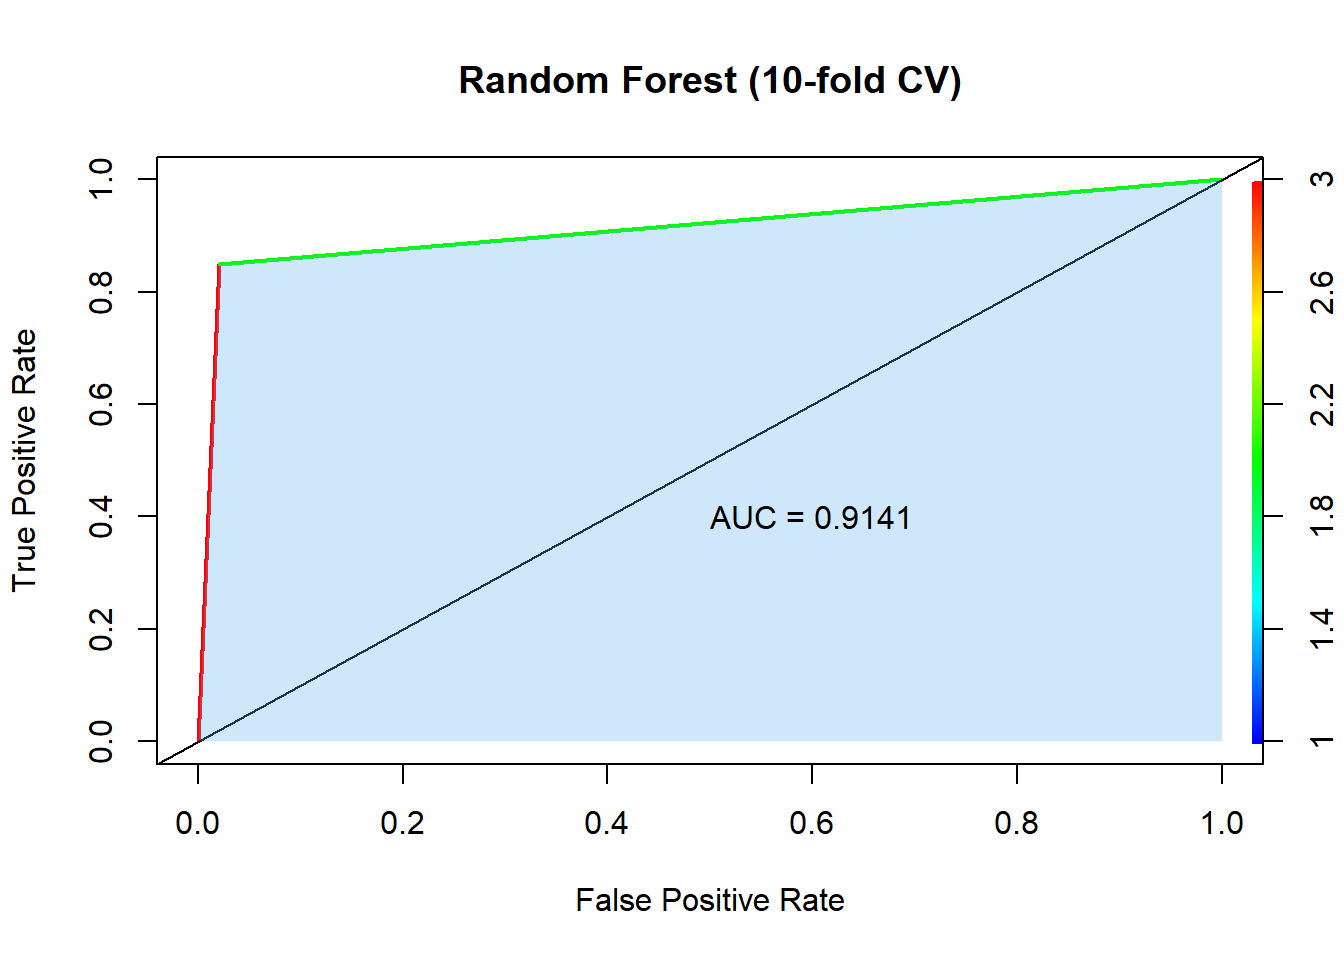 Random Forest (10-fold CV)
True Positive Rate
1.0
0.8
0.6
0.4
0.2
0.0
AUC = 0.9141
3
2.6
2.2
1.8
1.4
1
0.0 0.2 0.4 0.6 0.8 1.0
False Positive Rate